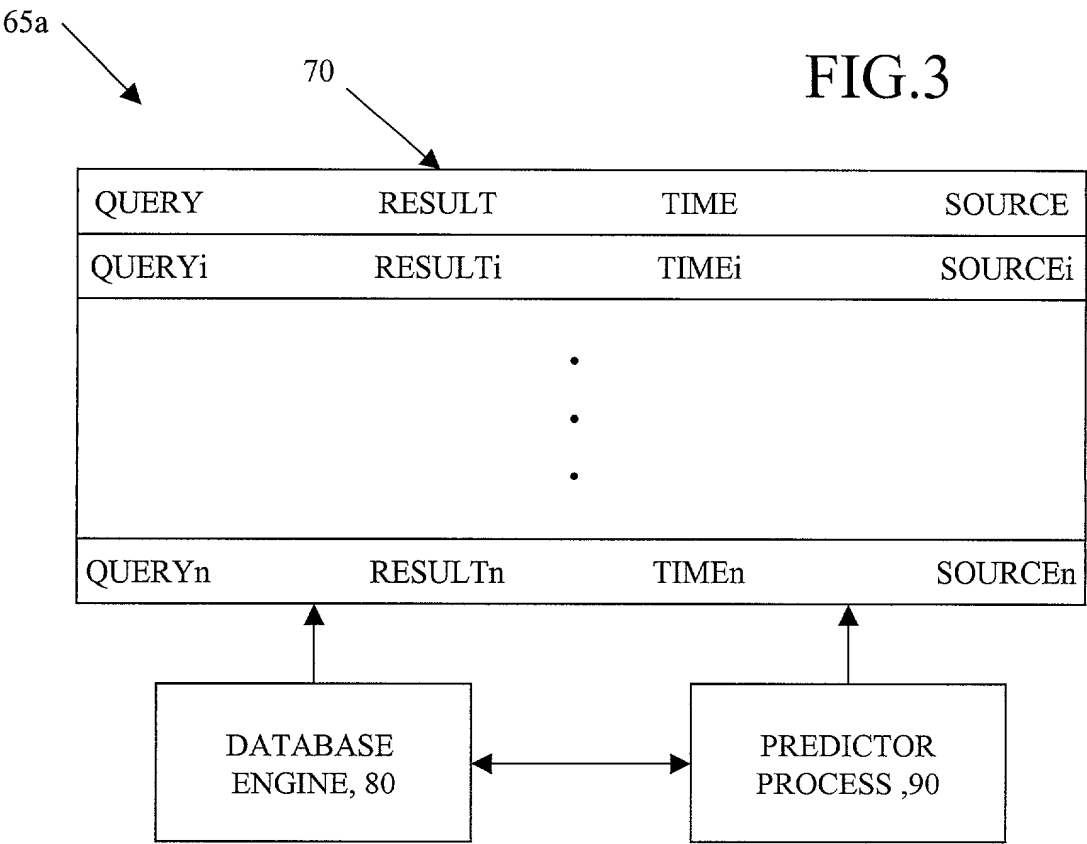 65a
70
FIG.3
QUERY RESULT TIME SOURCE
QUERYi RESULTi TIMEi SOURCEi
QUERYn RESULTn TIMEn SOURCEn
DATABASE
ENGINE, 80
PREDICTOR
PROCESS ,90